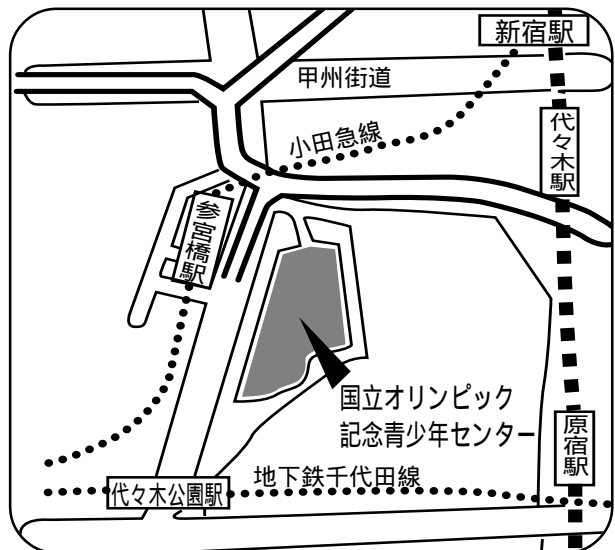 新宿駅
甲州街道
代々木駅
小田急線
参宮橋駅
国立オリンピック
記念青少年センター
原宿駅
地下鉄千代田線
代々木公園駅